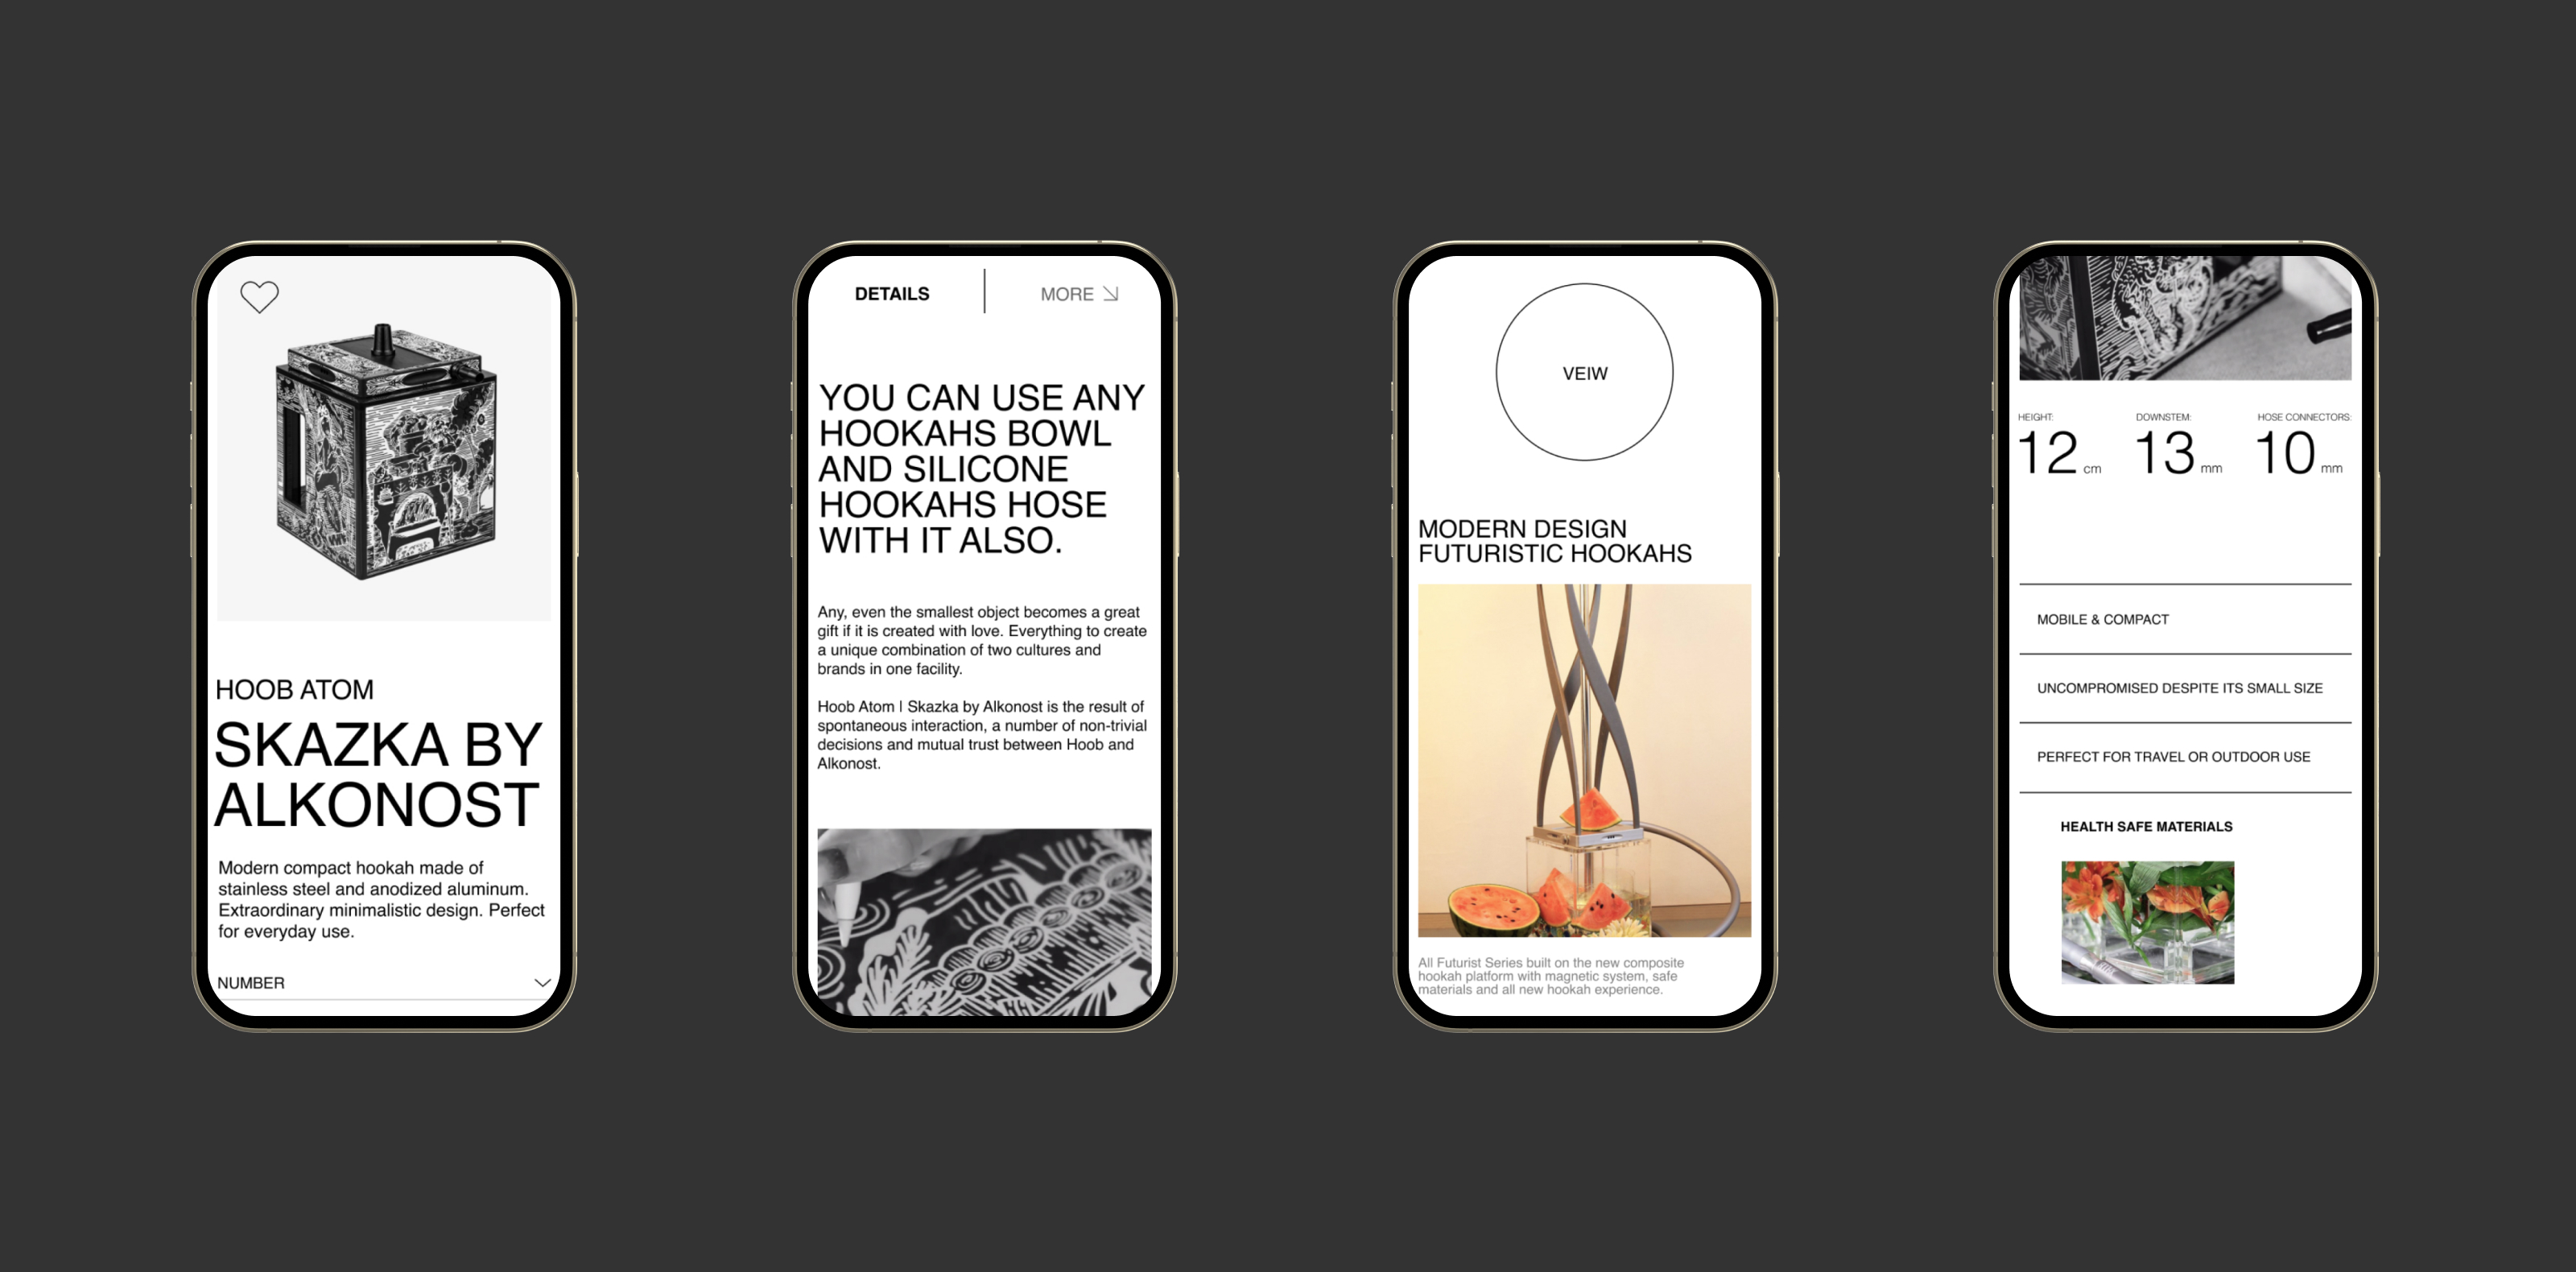 HOOB ATOM
SKAZKA BY
ALKONOST
Modern compact hookah made of
stainless steel and anodized aluminum.
Extraordinary minimalistic design. Perfect
for everyday use.
NUMBER
DETAILS
MORE
YOU CAN USE ANY
HOOKAHS BOWL
AND SILICONE
HOOKAHS HOSE
WITH IT ALSO.
Any, even the smallest object becomes a great
gift if it is created with love. Everything to create
a unique combination of two cultures and
brands in one facility.
Hoob Atom | Skazka by Alkonost is the result of
spontaneous interaction, a number of non-trivial
decisions and mutual trust between Hoob and
Alkonost.
VEIW
MODERN DESIGN
FUTURISTIC HOOKAHS
All Futurist Series built on the new composite
hookah platform with magnetic system, safe
materials and all new hookah experience.
HEIGHT: DOWNSTEM: HOSE CONNECTORS:
12 cm 13 mm 10 mm
MOBILE & COMPACT
UNCOMPROMISED DESPITE ITS SMALL SIZE
PERFECT FOR TRAVEL OR OUTDOOR USE
HEALTH SAFE MATERIALS